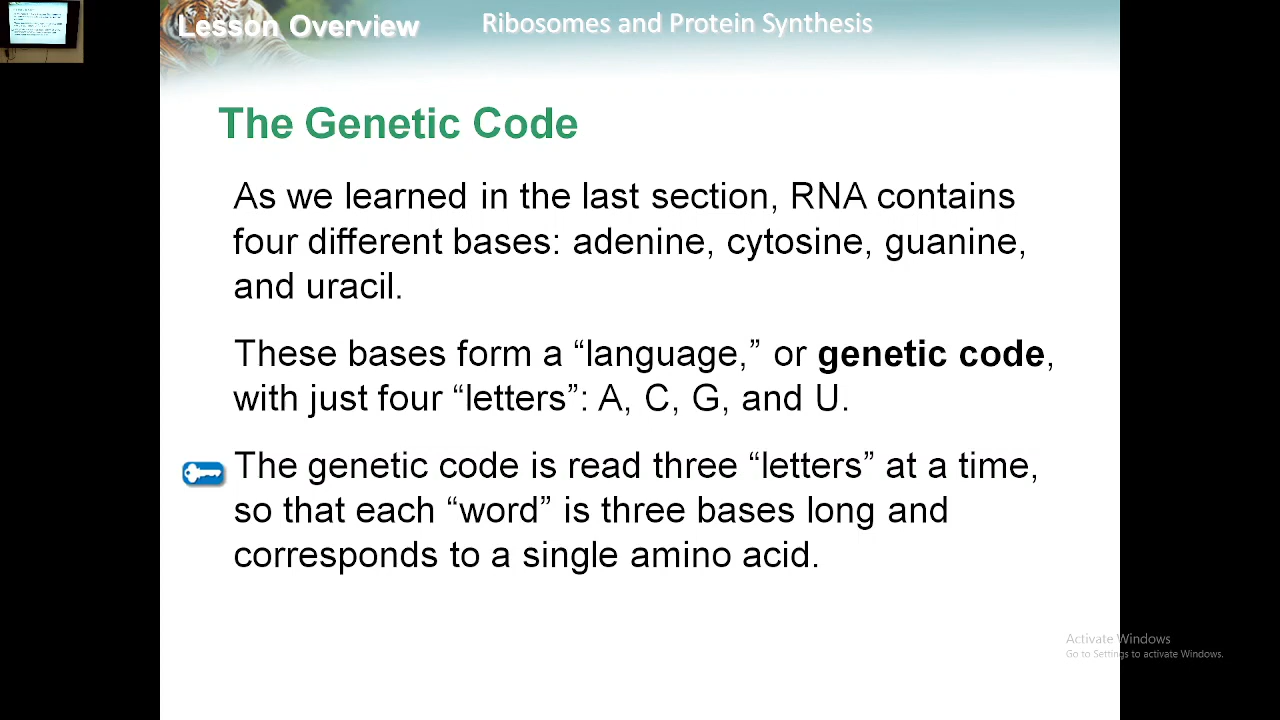 Lesson Overview
Ribosomes and Protein Synthesis
The Genetic Code
As we learned in the last section, RNA contains
four different bases: adenine, cytosine, guanine,
and uracil.
These bases form a “language,” or genetic code,
with just four “letters”: A, C, G, and U.
The genetic code is read three “letters” at a time,
so that each “word” is three bases long and
corresponds to a single amino acid.
Activate Windows
Go to Settings to activate Windows.